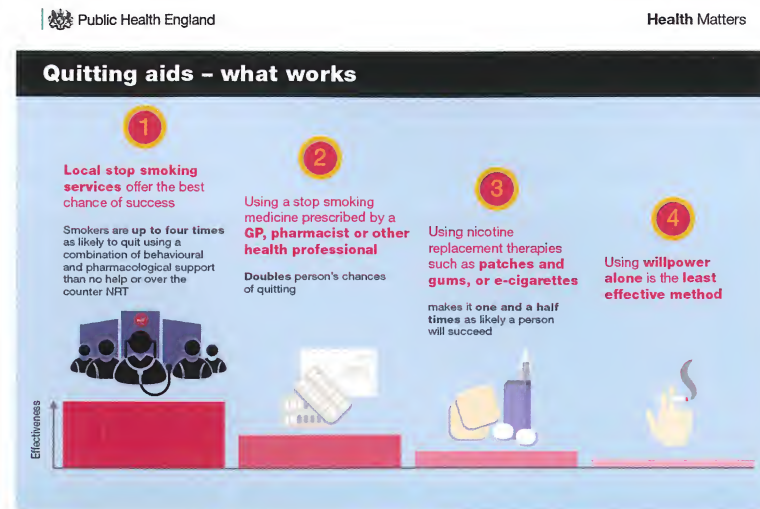 Public Health England
Health Matters
Quitting aids – what works
1
Local stop smoking
services offer the best
chance of success
Smokers are up to four times
as likely to quit using a
combination of behavioural
and pharmacological support
than no help or over the
counter NRT
2
Using a stop smoking
medicine prescribed by a
GP, pharmacist or other
health professional
Doubles person's chances
of quitting
3
Using nicotine
replacement therapies
such as patches and
gums, or e-cigarettes
makes it one and a half
times as likely a person
will succeed
4
Using willpower
alone is the least
effective method
Effectiveness